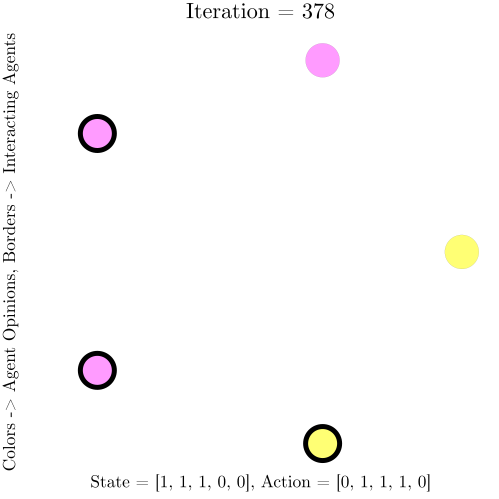 Iteration = 378
Colors -> Agent Opinions, Borders -> Interacting Agents
State = [1, 1, 1, 0, 0], Action = [0, 1, 1, 1, 0]